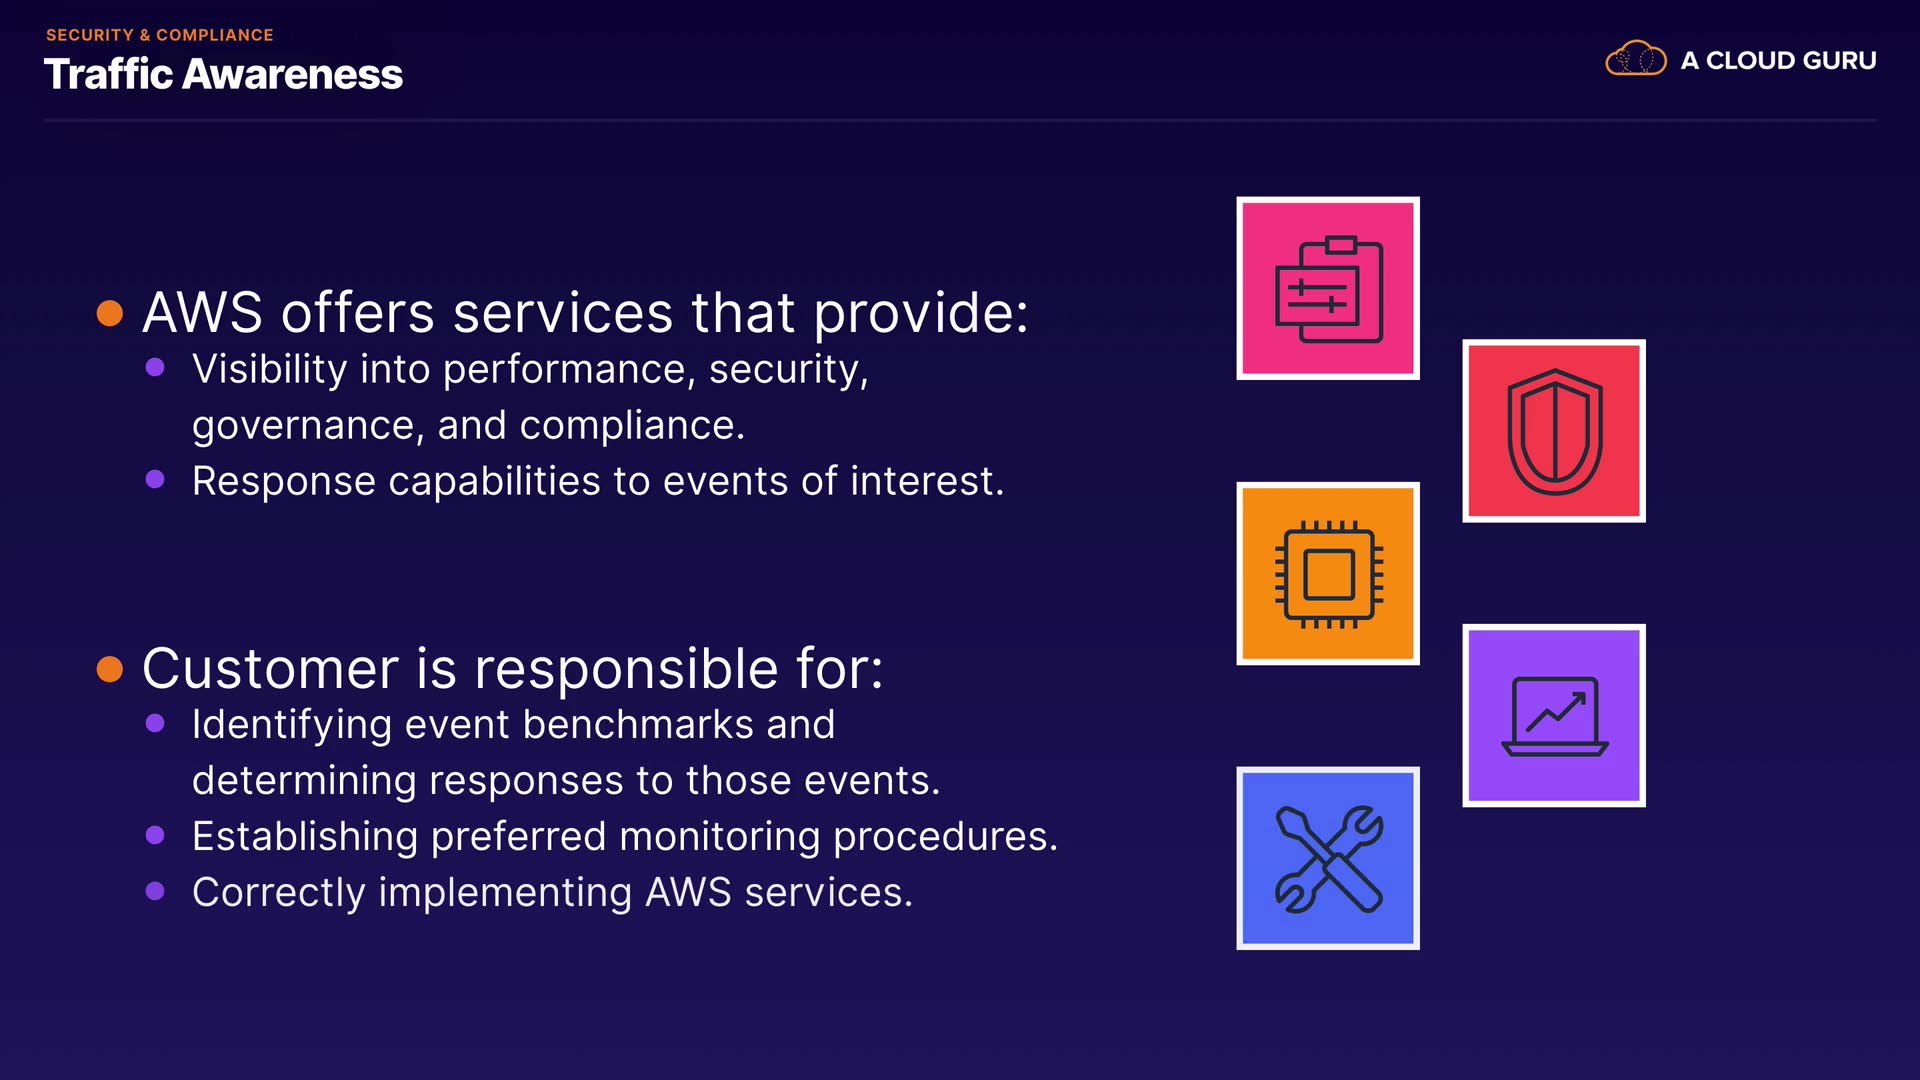 SECURITY & COMPLIANCE
Traffic Awareness
A CLOUD GURU
AWS offers services that provide:
Visibility into performance, security,
governance, and compliance.
Response capabilities to events of interest.
Customer is responsible for:
Identifying event benchmarks and
determining responses to those events.
Establishing preferred monitoring procedures.
Correctly implementing AWS services.